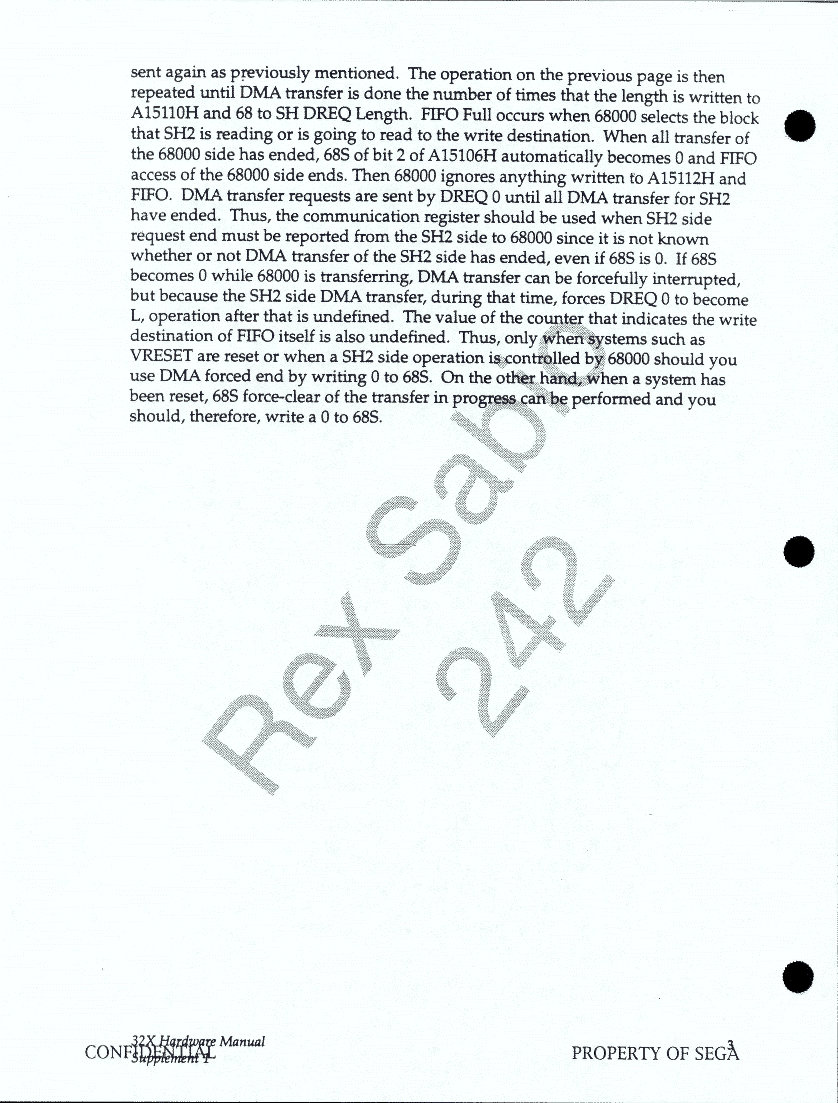 sent again as previously mentioned.  The operation on the previous page is then
repeated until DMA transfer is done the number of times that the length is written to
A15110H and 68 to SH DREQ Length.  FIFO Full occurs when 68000 selects the block
that SH2 is reading or is going to read to the write destination.  When all transfer of
the 68000 side has ended, 68S of bit 2 of A15106H automatically becomes 0 and FIFO
access of the 68000 side ends. Then 68000 ignores anything written to A15112H and
FIFO.  DMA transfer requests are sent by DREQ 0 until all DMA transfer for SH2
have ended.  Thus, the communication register should be used when SH2 side
request end must be reported from the SH2 side to 68000 since it is not known
whether or not DMA transfer of the SH2 side has ended, even if 68S is 0.  If 68S
becomes 0 while 68000 is transferring, DMA transfer can be forcefully interrupted,
but because the SH2 side DMA transfer, during that time, forces DREQ 0 to become
L, operation after that is undefined.  The value of the counter that indicates the write
destination of FIFO itself is also undefined.  Thus, only when systems such as
VRESET are reset or when a SH2 side operation is controlled by 68000 should you
use DMA forced end by writing 0 to 68S.  On the other hand, when a system has
been reset, 68S force-clear of the transfer in progress can be performed and you
should, therefore, write a 0 to 68S.
Rex Sabio
242
32X Hardware Manual
Supplement 1
3
CONFIDENTIAL
PROPERTY OF SEGA